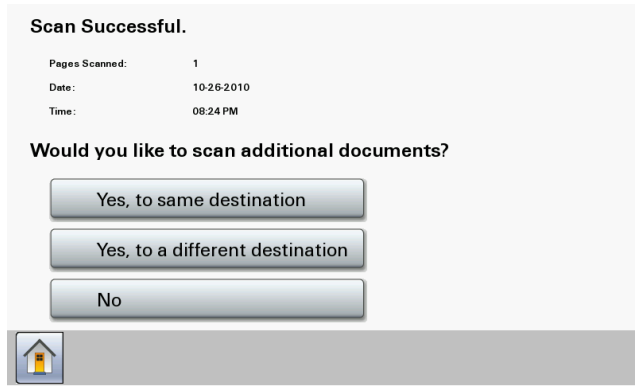 Scan Successful.
Pages Scanned: 1
Date: 10-26-2010
Time: 08:24 PM
Would you like to scan additional documents?
Yes, to same destination
Yes, to a different destination
No